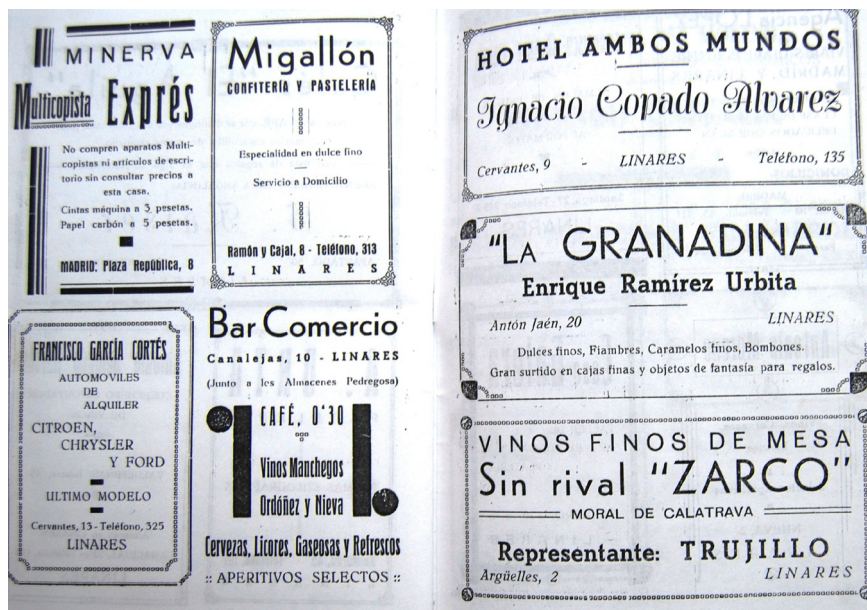 MINERVA
Multicopista Exprés
No compren aparatos Multi-
copistas ni artículos de escri-
torio sin consultar precios a
esta casa.
Cintas máquina a 3 pesetas.
Papel carbón a 5 pesetas.
MADRID: Plaza República, 8
Migallón
CONFITERÍA Y PASTELERÍA
Especialidad en dulce fino
Servicio a Domicilio
Ramón y Cajal, 8 - Teléfono, 313
LINARES
FRANCISCO GARCÍA CORTÉS
AUTOMOVILES
DE
ALQUILER
CITROEN,
CHRYSLER
Y FORD
ULTIMO MODELO
Cervantes, 13 - Teléfono, 325
LINARES
Bar Comercio
Canalejas, 10 - LINARES
(Junto a los Almacenes Pedregosa)
CAFÉ, 0'30
Vinos Manchegos
Ordóñez y Nieva
Cervezas, Licores, Gaseosas y Refrescos
:: APERITIVOS SELECTOS ::
HOTEL AMBOS MUNDOS
Ignacio Copado Alvarez
Cervantes, 9 - LINARES - Teléfono, 135
"LA GRANADINA"
Enrique Ramírez Urbita
Antón Jaén, 20 LINARES
Dulces finos, Fiambres, Caramelos finos, Bombones.
Gran surtido en cajas finas y objetos de fantasía para regalos.
VINOS FINOS DE MESA
Sin rival "ZARCO"
MORAL DE CALATRAVA
Representante: TRUJILLO
Argüelles, 2 LINARES